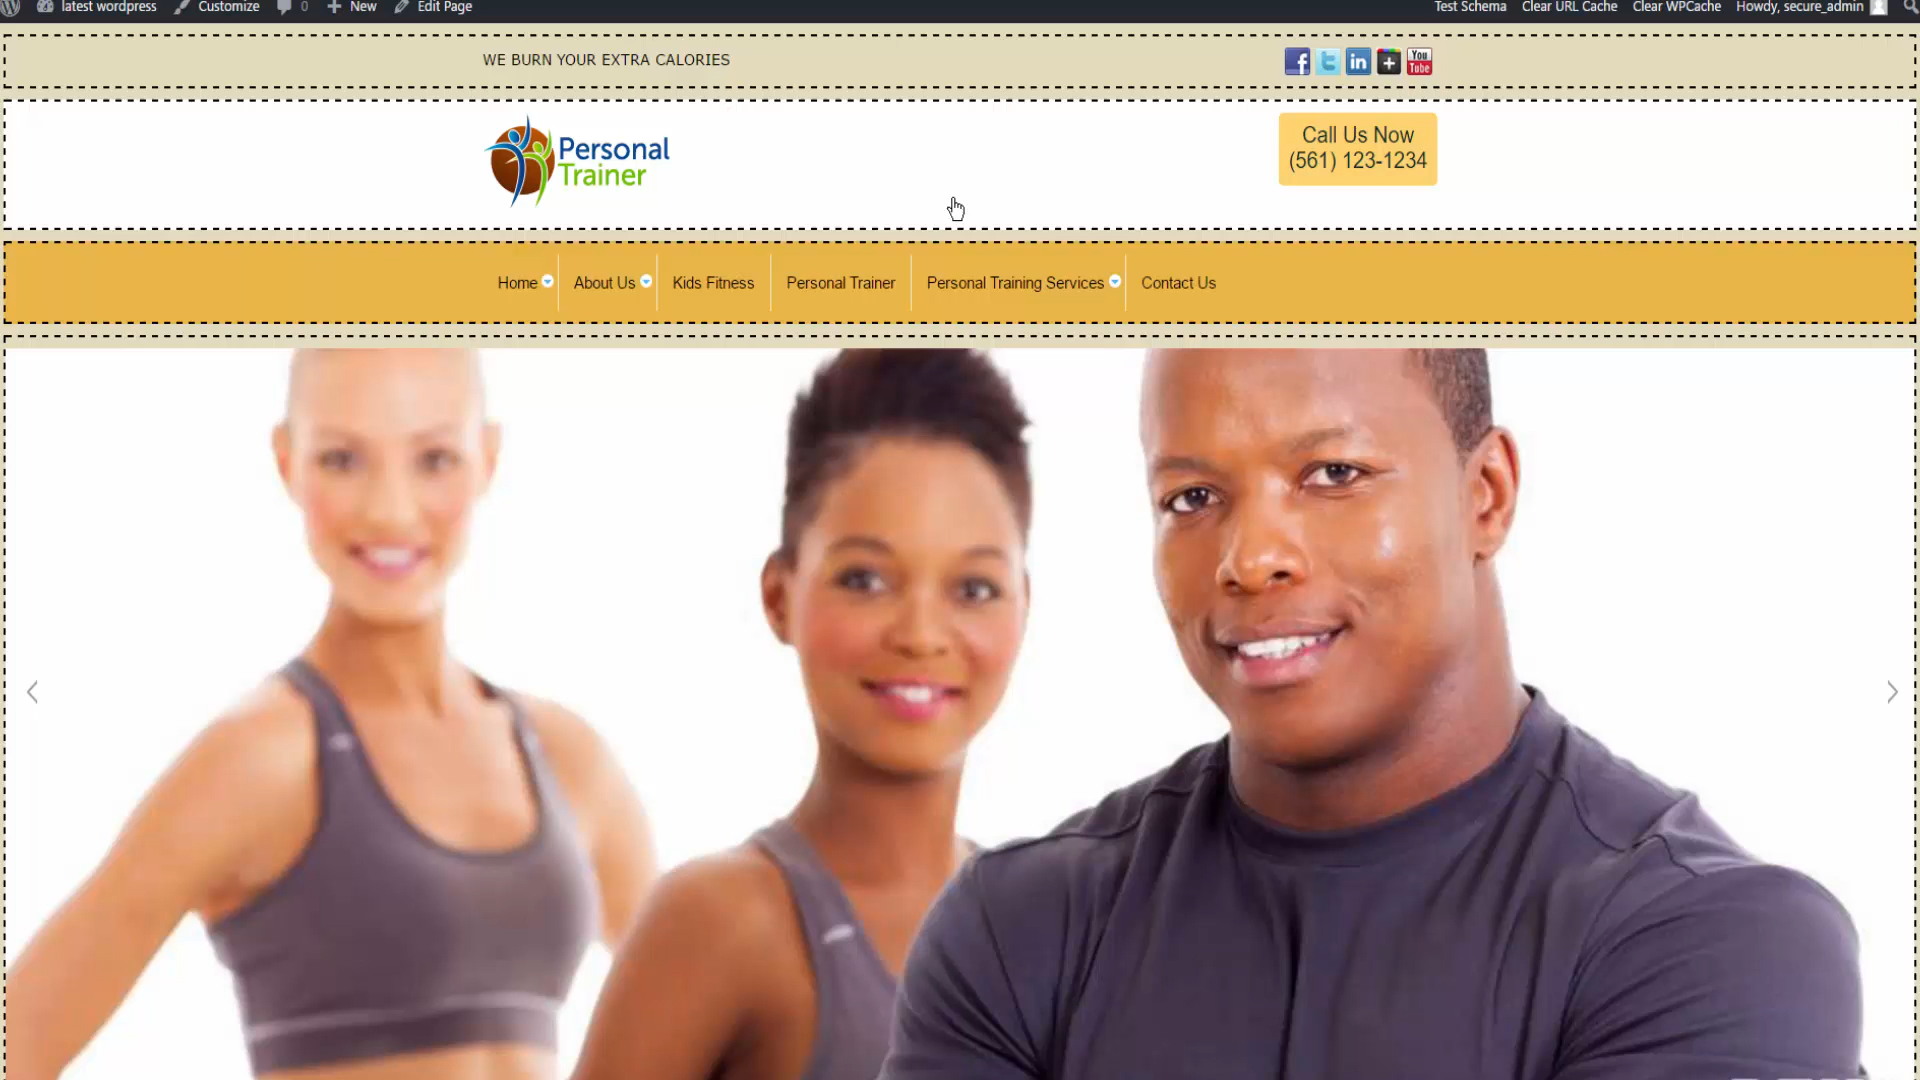 latest wordpress Customize 0 New Edit Page Test Schema Clear URL Cache Clear WPCache Howdy, secure_admin
WE BURN YOUR EXTRA CALORIES
f t in + You Tube
Personal
Trainer
Call Us Now
(561) 123-1234
Home About Us Kids Fitness Personal Trainer Personal Training Services Contact Us